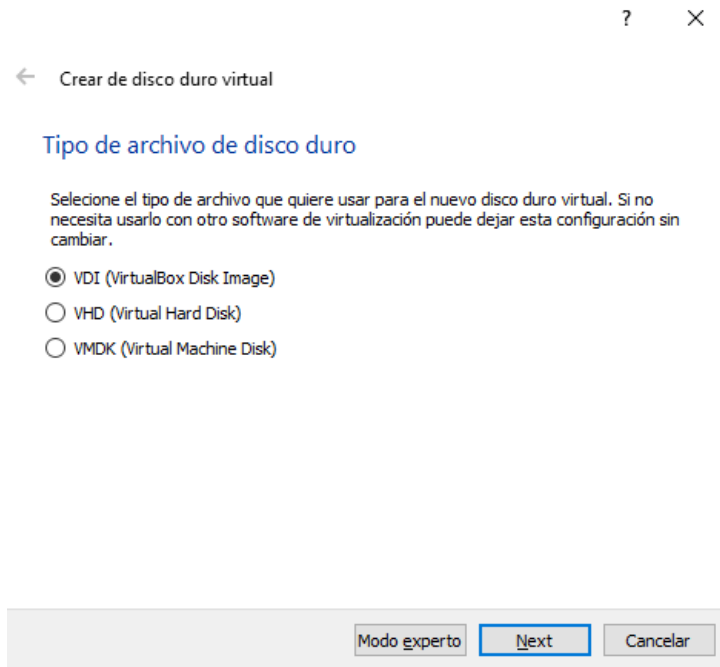 ?
Crear de disco duro virtual
Tipo de archivo de disco duro
Selecione el tipo de archivo que quiere usar para el nuevo disco duro virtual. Si no
necesita usarlo con otro software de virtualización puede dejar esta configuración sin
cambiar.
VDI (VirtualBox Disk Image)
VHD (Virtual Hard Disk)
VMDK (Virtual Machine Disk)
Modo experto Next Cancelar